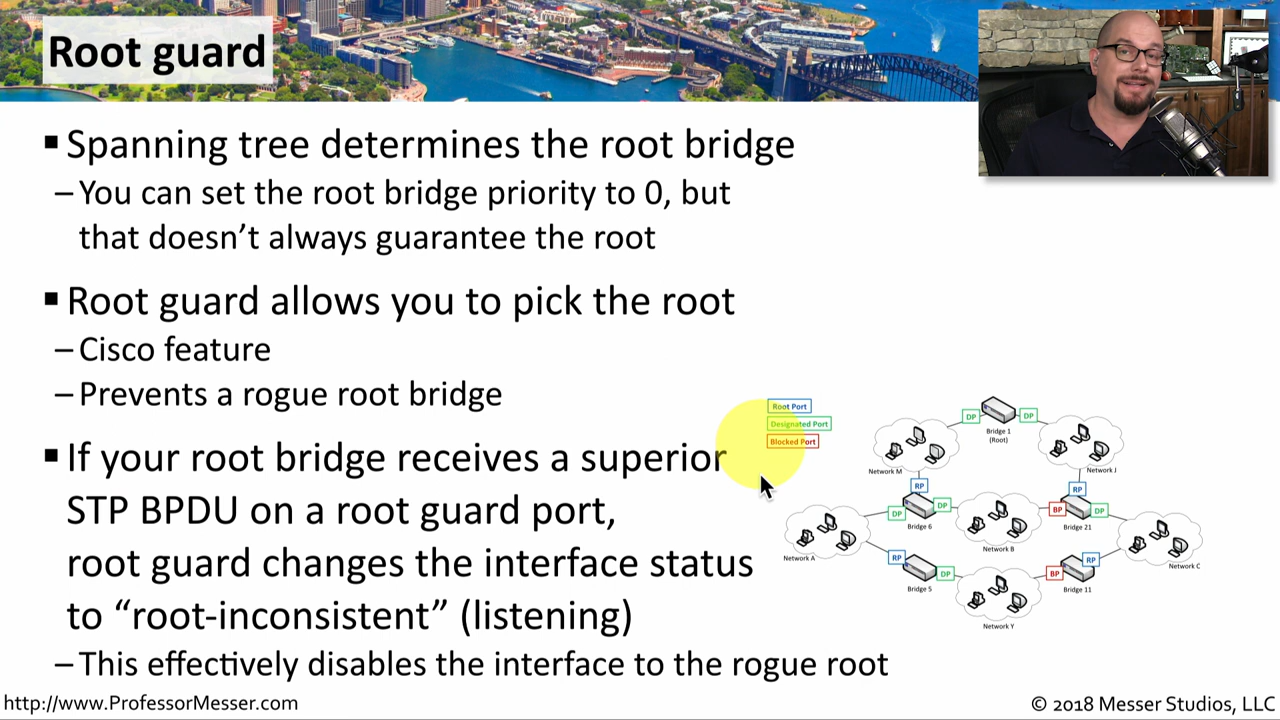 Root guard
▪ Spanning tree determines the root bridge
– You can set the root bridge priority to 0, but
that doesn’t always guarantee the root
▪ Root guard allows you to pick the root
– Cisco feature
– Prevents a rogue root bridge
▪ If your root bridge receives a superior
STP BPDU on a root guard port,
root guard changes the interface status
to “root-inconsistent” (listening)
– This effectively disables the interface to the rogue root
Root Port
Designated Port
Blocked Port
DP
DP
Bridge 1
(Root)
Network M
Network J
RP
RP
DP
DP
BP
DP
Bridge 6
Bridge 21
Network A
Network B
Network C
RP
DP
BP
RP
Bridge 5
Bridge 11
Network Y
http://www.ProfessorMesser.com
© 2018 Messer Studios, LLC